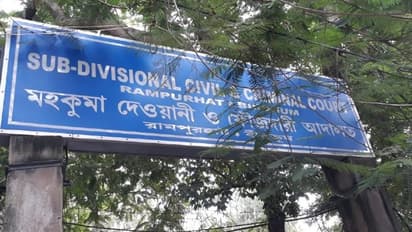 SUB-DIVISIONAL CIVIL & CRIMINAL COURT
RAMPURHAT BIRBHUM
মহকুমা দেওয়ানী ও ফৌজদারী আদালত
রামপুরহাট